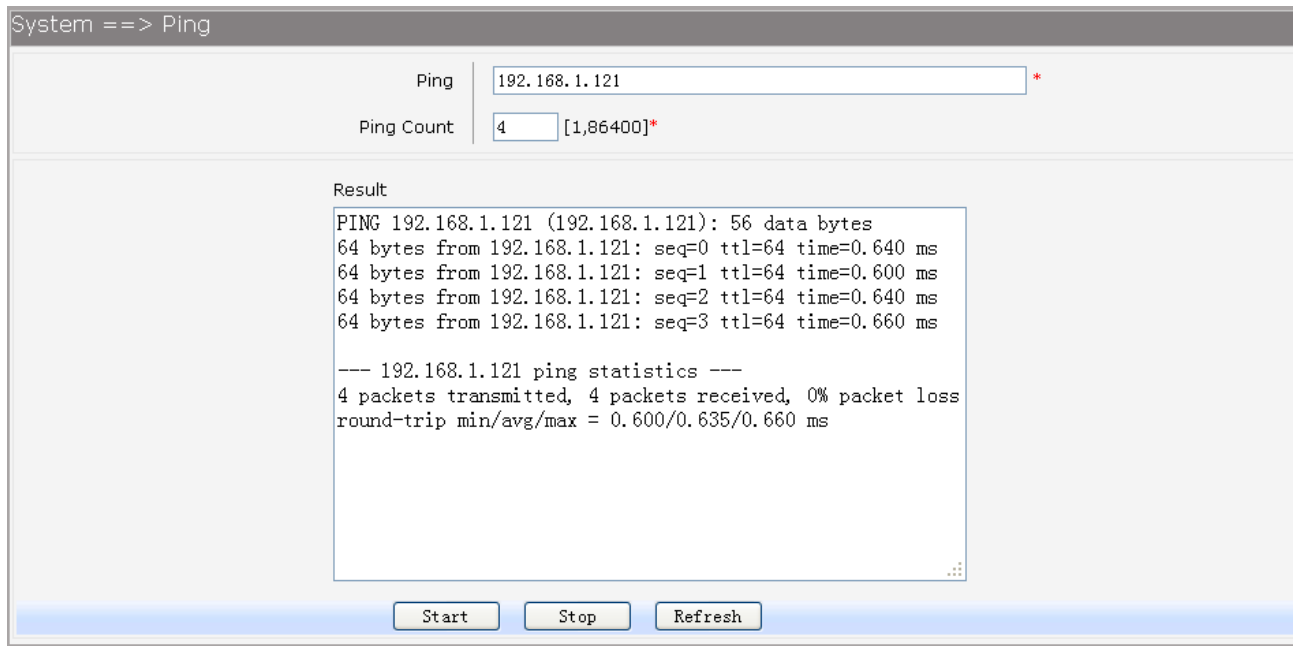 System ==> Ping
Ping 192.168.1.121 *
Ping Count 4 [1,86400]*
Result
PING 192.168.1.121 (192.168.1.121): 56 data bytes
64 bytes from 192.168.1.121: seq=0 ttl=64 time=0.640 ms
64 bytes from 192.168.1.121: seq=1 ttl=64 time=0.600 ms
64 bytes from 192.168.1.121: seq=2 ttl=64 time=0.640 ms
64 bytes from 192.168.1.121: seq=3 ttl=64 time=0.660 ms
--- 192.168.1.121 ping statistics ---
4 packets transmitted, 4 packets received, 0% packet loss
round-trip min/avg/max = 0.600/0.635/0.660 ms
Start Stop Refresh